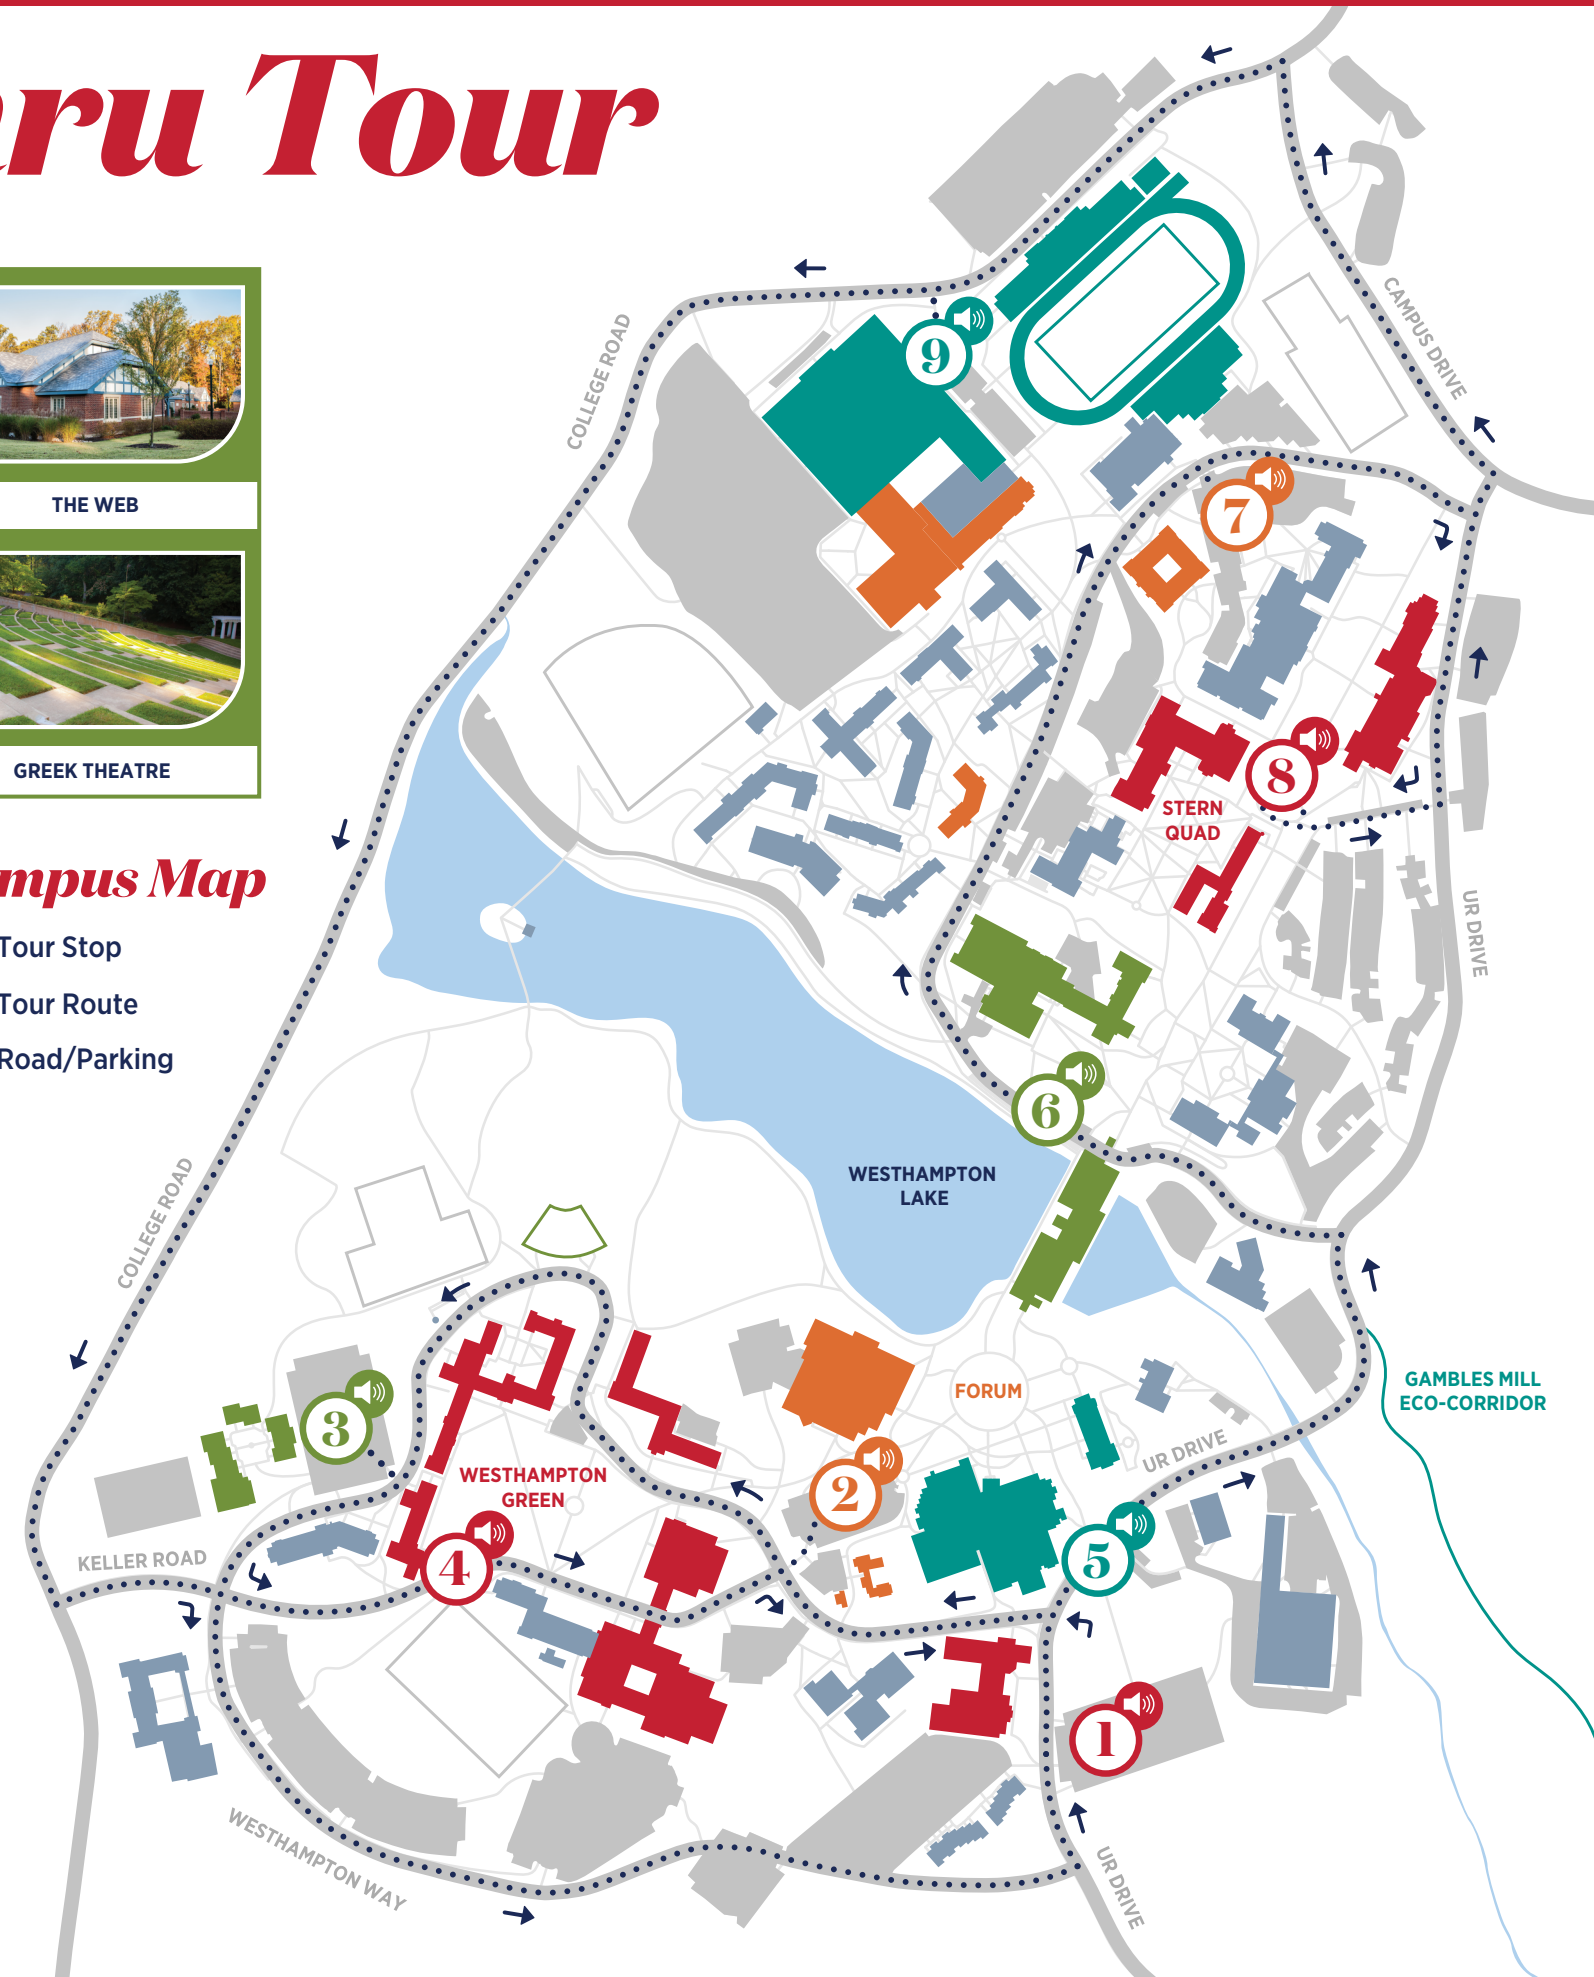 ru Tour
THE WEB
GREEK THEATRE
mpus Map
Tour Stop
Tour Route
Road/Parking
COLLEGE ROAD
CAMPUS DRIVE
9
7
8
STERN
QUAD
UR DRIVE
6
WESTHAMPTON
LAKE
COLLEGE ROAD
GAMBLES MILL
ECO-CORRIDOR
FORUM
3
UR DRIVE
WESTHAMPTON
GREEN
2
KELLER ROAD
4
5
1
WESTHAMPTON WAY
UR DRIVE